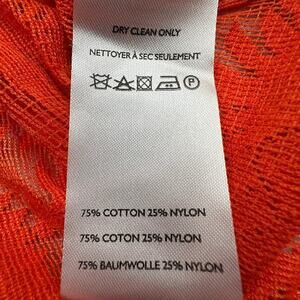 DRY CLEAN ONLY
NETTOYER À SEC SEULEMENT
P
75% COTTON 25% NYLON
75% COTON 25% NYLON
75% BAUMWOLLE 25% NYLON